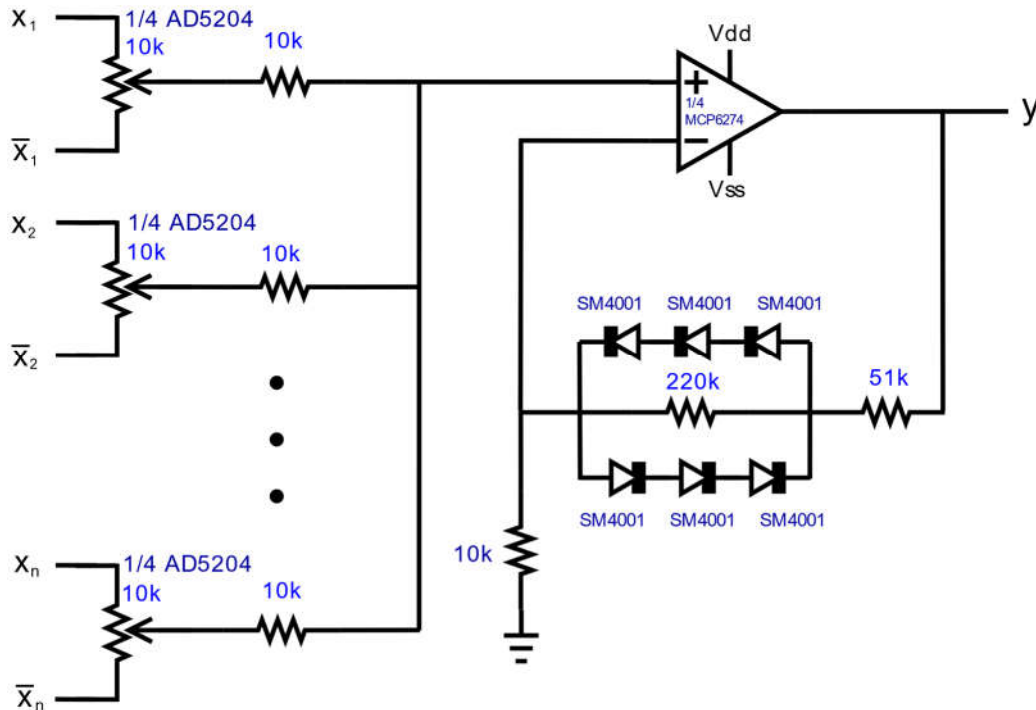 x₁
1/4 AD5204
10k
10k
x̅₁
Vdd
1/4
MCP6274
Vss
y
x₂
1/4 AD5204
10k
10k
x̅₂
SM4001 SM4001 SM4001
220k
51k
SM4001 SM4001 SM4001
10k
xₙ
1/4 AD5204
10k
10k
x̅ₙ